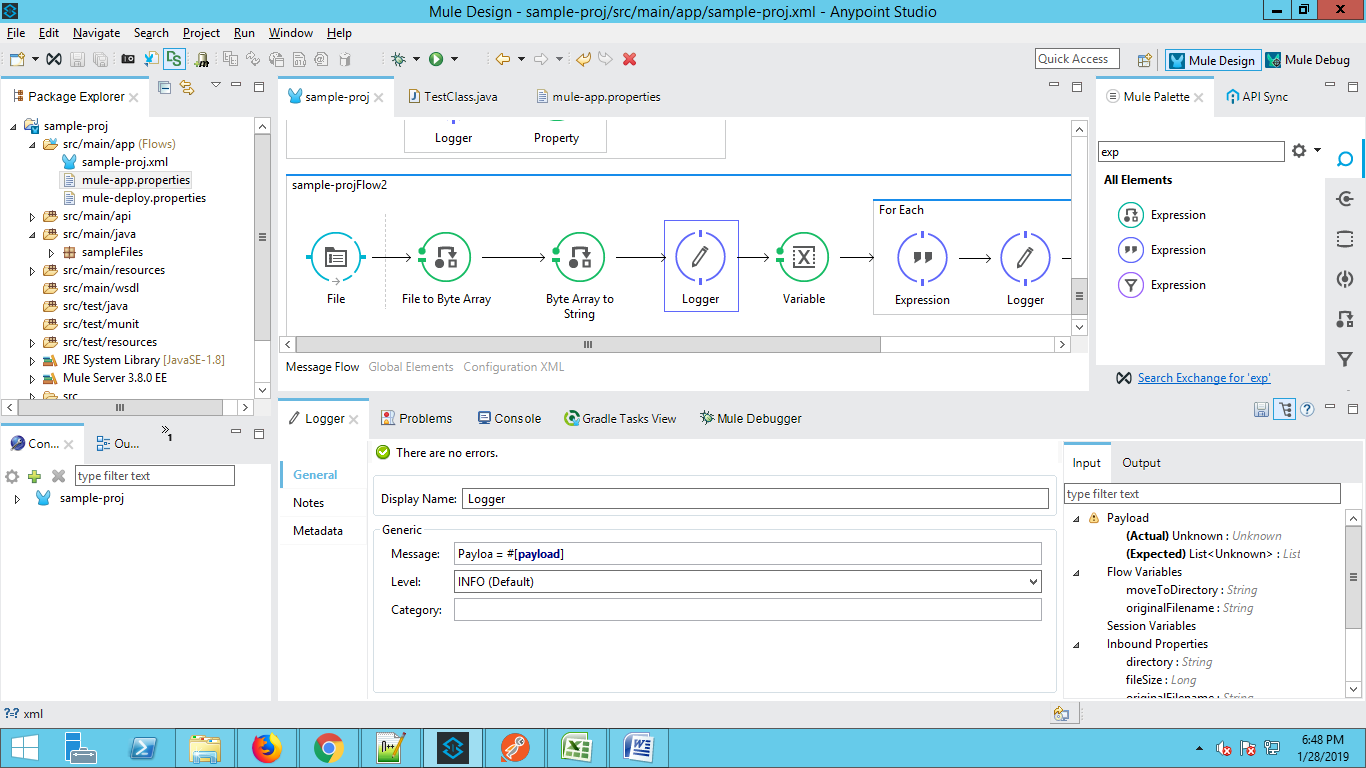 Mule Design - sample-proj/src/main/app/sample-proj.xml - Anypoint Studio
File Edit Navigate Search Project Run Window Help
Quick Access
Mule Design
Mule Debug
Package Explorer
sample-proj
src/main/app (Flows)
sample-proj.xml
mule-app.properties
mule-deploy.properties
src/main/api
src/main/java
sampleFiles
src/main/resources
src/main/wsdl
src/test/java
src/test/munit
src/test/resources
JRE System Library [JavaSE-1.8]
Mule Server 3.8.0 EE
src
sample-proj
TestClass.java
mule-app.properties
Logger
Property
sample-projFlow2
For Each
File
File to Byte Array
Byte Array to
String
Logger
Variable
Expression
Logger
Message Flow
Global Elements
Configuration XML
Mule Palette
API Sync
exp
All Elements
Expression
Expression
Expression
Search Exchange for 'exp'
Con...
Ou...
1
type filter text
sample-proj
Logger
Problems
Console
Gradle Tasks View
Mule Debugger
There are no errors.
General
Notes
Metadata
Display Name: Logger
Generic
Message: Payloa = #[payload]
Level: INFO (Default)
Category:
Input
Output
type filter text
Payload
(Actual) Unknown : Unknown
(Expected) List<Unknown> : List
Flow Variables
moveToDirectory : String
originalFilename : String
Session Variables
Inbound Properties
directory : String
fileSize : Long
originalFilename : String
xml
6:48 PM
1/28/2019